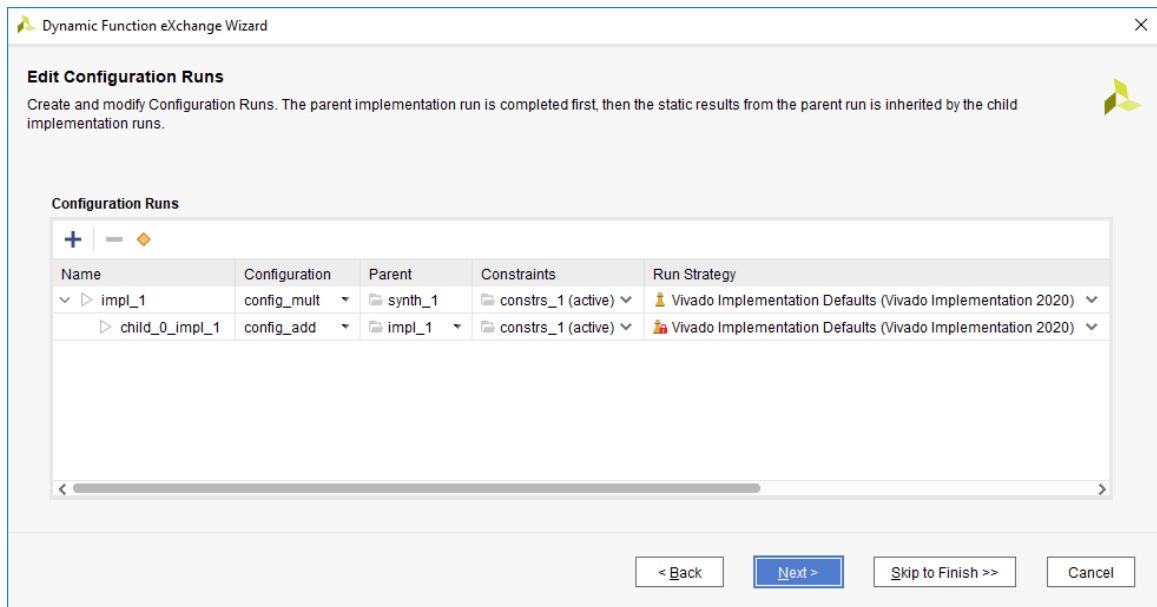 Dynamic Function eXchange Wizard
Edit Configuration Runs
Create and modify Configuration Runs. The parent implementation run is completed first, then the static results from the parent run is inherited by the child
implementation runs.
Configuration Runs
Name Configuration Parent Constraints Run Strategy
impl_1 config_mult synth_1 constrs_1 (active) Vivado Implementation Defaults (Vivado Implementation 2020)
child_0_impl_1 config_add impl_1 constrs_1 (active) Vivado Implementation Defaults (Vivado Implementation 2020)
< Back Next > Skip to Finish >> Cancel